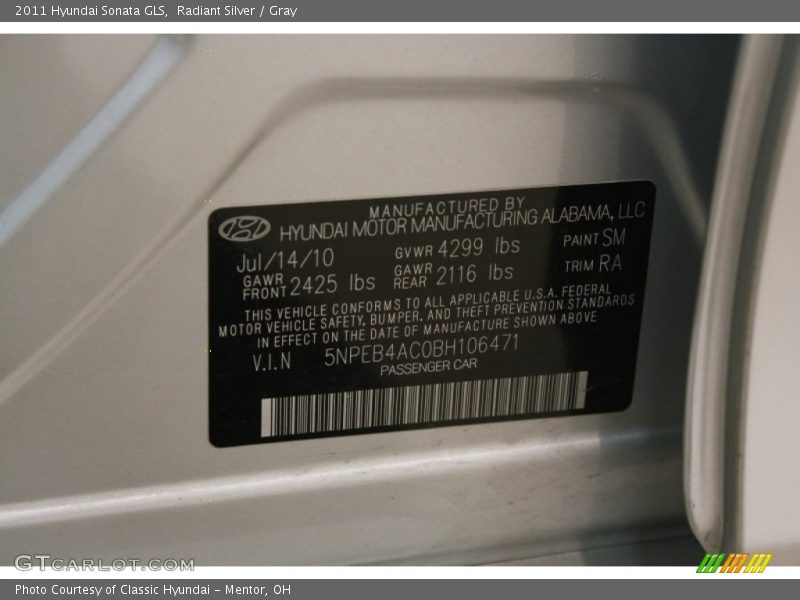 2011 Hyundai Sonata GLS, Radiant Silver / Gray
MANUFACTURED BY
HYUNDAI MOTOR MANUFACTURING ALABAMA, LLC
Jul/14/10 GVWR 4299 lbs PAINT SM
GAWR FRONT 2425 lbs GAWR REAR 2116 lbs TRIM RA
THIS VEHICLE CONFORMS TO ALL APPLICABLE U.S.A. FEDERAL
MOTOR VEHICLE SAFETY, BUMPER, AND THEFT PREVENTION STANDARDS
IN EFFECT ON THE DATE OF MANUFACTURE SHOWN ABOVE
V.I.N 5NPEB4AC0BH106471
PASSENGER CAR
GTCARLOT.COM
Photo Courtesy of Classic Hyundai - Mentor, OH